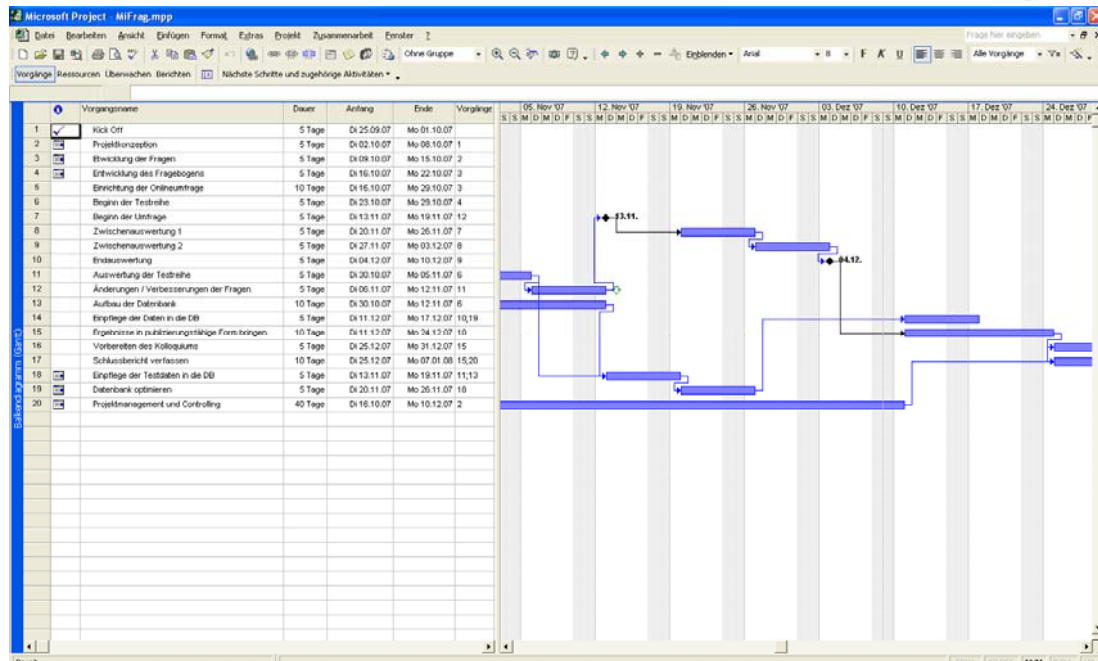 Microsoft Project - MiFrag.mpp
Datei Bearbeiten Ansicht Einfügen Format Extras Projekt Zusammenarbeit Fenster ? Frage hier eingeben
Ohne Gruppe Einblenden Arial 8 F K U Alle Vorgänge
Vorgänge Ressourcen Überwachen Berichten Nächste Schritte und zugehörige Aktivitäten
Vorgangsname Dauer Anfang Ende Vorgänge 05. Nov '07 12. Nov '07 19. Nov '07 26. Nov '07 03. Dez '07 10. Dez '07 17. Dez '07 24. Dez '07
S S M D M D F S S M D M D F S S M D M D F S S M D M D F S S M D M D F S S M D M D F S S M D M D F S S M D M D F
1 Kick Off 5 Tage Di 25.09.07 Mo 01.10.07
2 Projektkonzeption 5 Tage Di 02.10.07 Mo 08.10.07 1
3 Etwicklung der Fragen 5 Tage Di 09.10.07 Mo 15.10.07 2
4 Entwicklung des Fragebogens 5 Tage Di 16.10.07 Mo 22.10.07 3
5 Einrichtung der Onlineumfrage 10 Tage Di 16.10.07 Mo 29.10.07 3
6 Beginn der Testreihe 5 Tage Di 23.10.07 Mo 29.10.07 4
7 Beginn der Umfrage 5 Tage Di 13.11.07 Mo 19.11.07 12 13.11.
8 Zwischenauswertung 1 5 Tage Di 20.11.07 Mo 26.11.07 7
9 Zwischenauswertung 2 5 Tage Di 27.11.07 Mo 03.12.07 8
10 Endauswertung 5 Tage Di 04.12.07 Mo 10.12.07 9 04.12.
11 Auswertung der Testreihe 5 Tage Di 30.10.07 Mo 05.11.07 6
12 Änderungen / Verbesserungen der Fragen 5 Tage Di 06.11.07 Mo 12.11.07 11
13 Aufbau der Datenbank 10 Tage Di 30.10.07 Mo 12.11.07 6
14 Einpflege der Daten in die DB 5 Tage Di 11.12.07 Mo 17.12.07 10;19
15 Ergebnisse in publizierungsfähige Form bringen 10 Tage Di 11.12.07 Mo 24.12.07 10
16 Vorbereiten des Kolloquiums 5 Tage Di 25.12.07 Mo 31.12.07 15
17 Schlussbericht verfassen 10 Tage Di 25.12.07 Mo 07.01.08 15;20
18 Einpflege der Testdaten in die DB 5 Tage Di 13.11.07 Mo 19.11.07 11;13
19 Datenbank optimieren 5 Tage Di 20.11.07 Mo 26.11.07 18
20 Projektmanagement und Controlling 40 Tage Di 16.10.07 Mo 10.12.07 2
Balkendiagramm (Gantt)